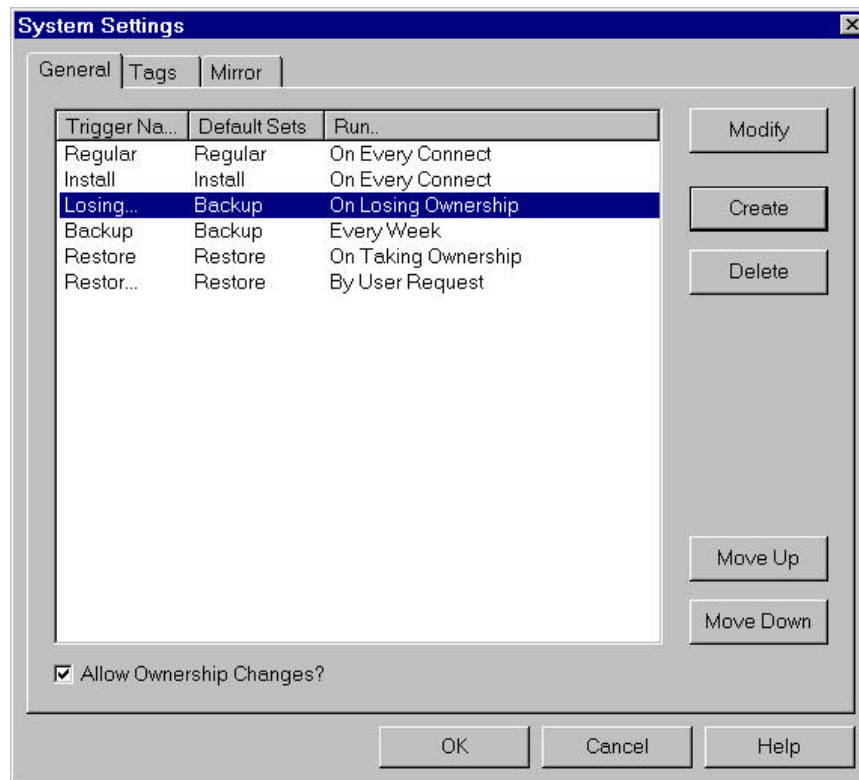 System Settings
General Tags Mirror
Trigger Na... Default Sets Run..
Regular Regular On Every Connect
Install Install On Every Connect
Losing... Backup On Losing Ownership
Backup Backup Every Week
Restore Restore On Taking Ownership
Restor... Restore By User Request
Modify
Create
Delete
Move Up
Move Down
Allow Ownership Changes?
OK Cancel Help